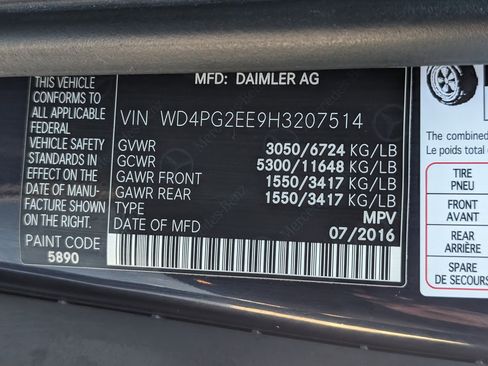 MFD: DAIMLER AG
THIS VEHICLE
CONFORMS TO
ALL APPLICABLE
FEDERAL
VEHICLE SAFETY
STANDARDS IN
EFFECT ON THE
DATE OF MANU-
FACTURE SHOWN
ON THE RIGHT.
PAINT CODE
5890
VIN WD4PG2EE9H3207514
GVWR 3050/6724 KG/LB
GCWR 5300/11648 KG/LB
GAWR FRONT 1550/3417 KG/LB
GAWR REAR 1550/3417 KG/LB
TYPE MPV
DATE OF MFD 07/2016
The combined
Le poids total
TIRE
PNEU
FRONT
AVANT
REAR
ARRIÈRE
SPARE
DE SECOURS